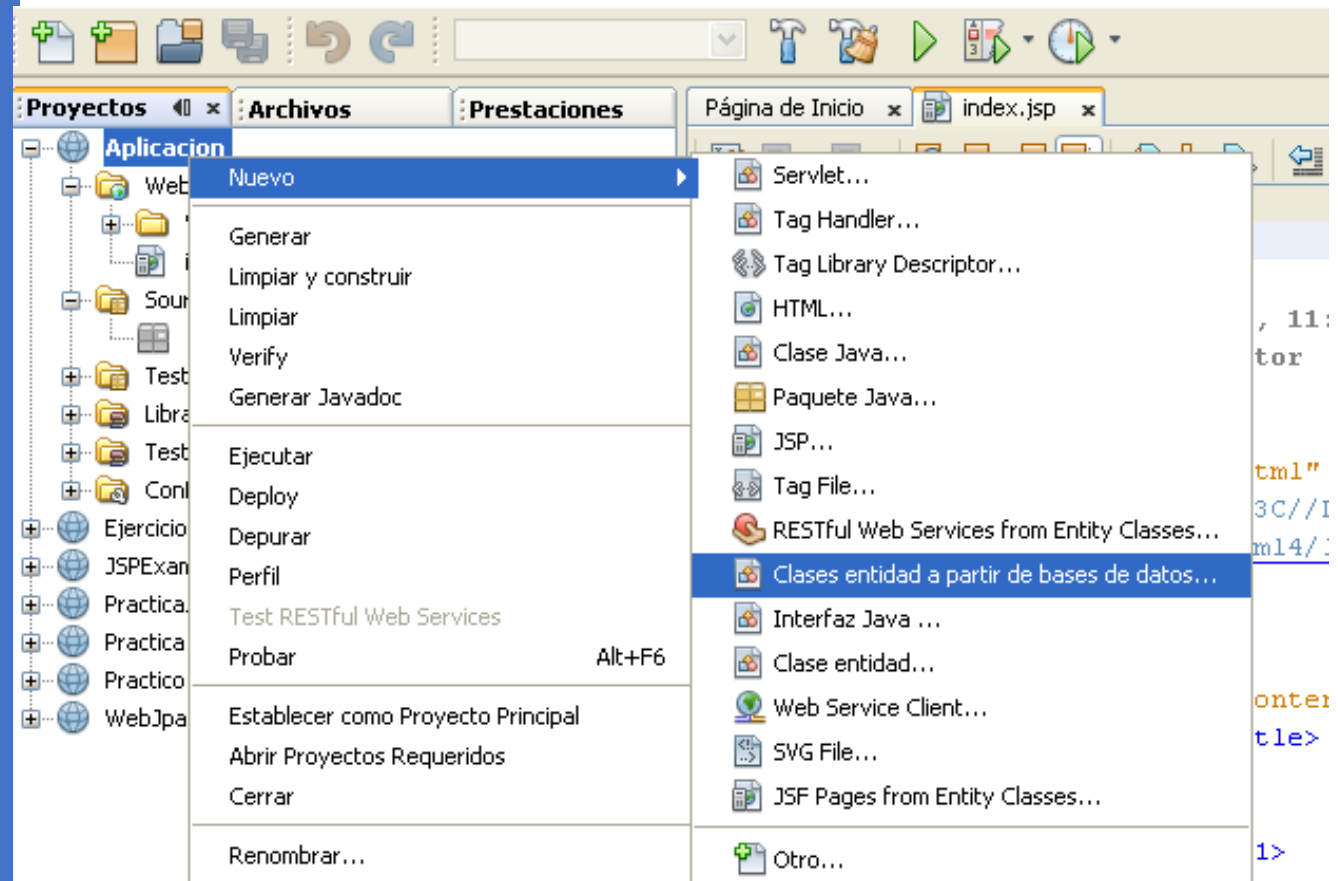 Proyectos
Archivos
Prestaciones
Página de Inicio
index.jsp
Aplicacion
Web
Sour
Test
Libra
Test
Conf
Ejercicio
JSPExam
Practica.
Practica
Practico
WebJpa
Nuevo
Generar
Limpiar y construir
Limpiar
Verify
Generar Javadoc
Ejecutar
Deploy
Depurar
Perfil
Test RESTful Web Services
Probar Alt+F6
Establecer como Proyecto Principal
Abrir Proyectos Requeridos
Cerrar
Renombrar...
Servlet...
Tag Handler...
Tag Library Descriptor...
HTML...
Clase Java...
Paquete Java...
JSP...
Tag File...
RESTful Web Services from Entity Classes...
Clases entidad a partir de bases de datos...
Interfaz Java ...
Clase entidad...
Web Service Client...
SVG File...
JSF Pages from Entity Classes...
Otro...
, 11:
tor
tml"
3C//
ml4/
onten
tle>
1>